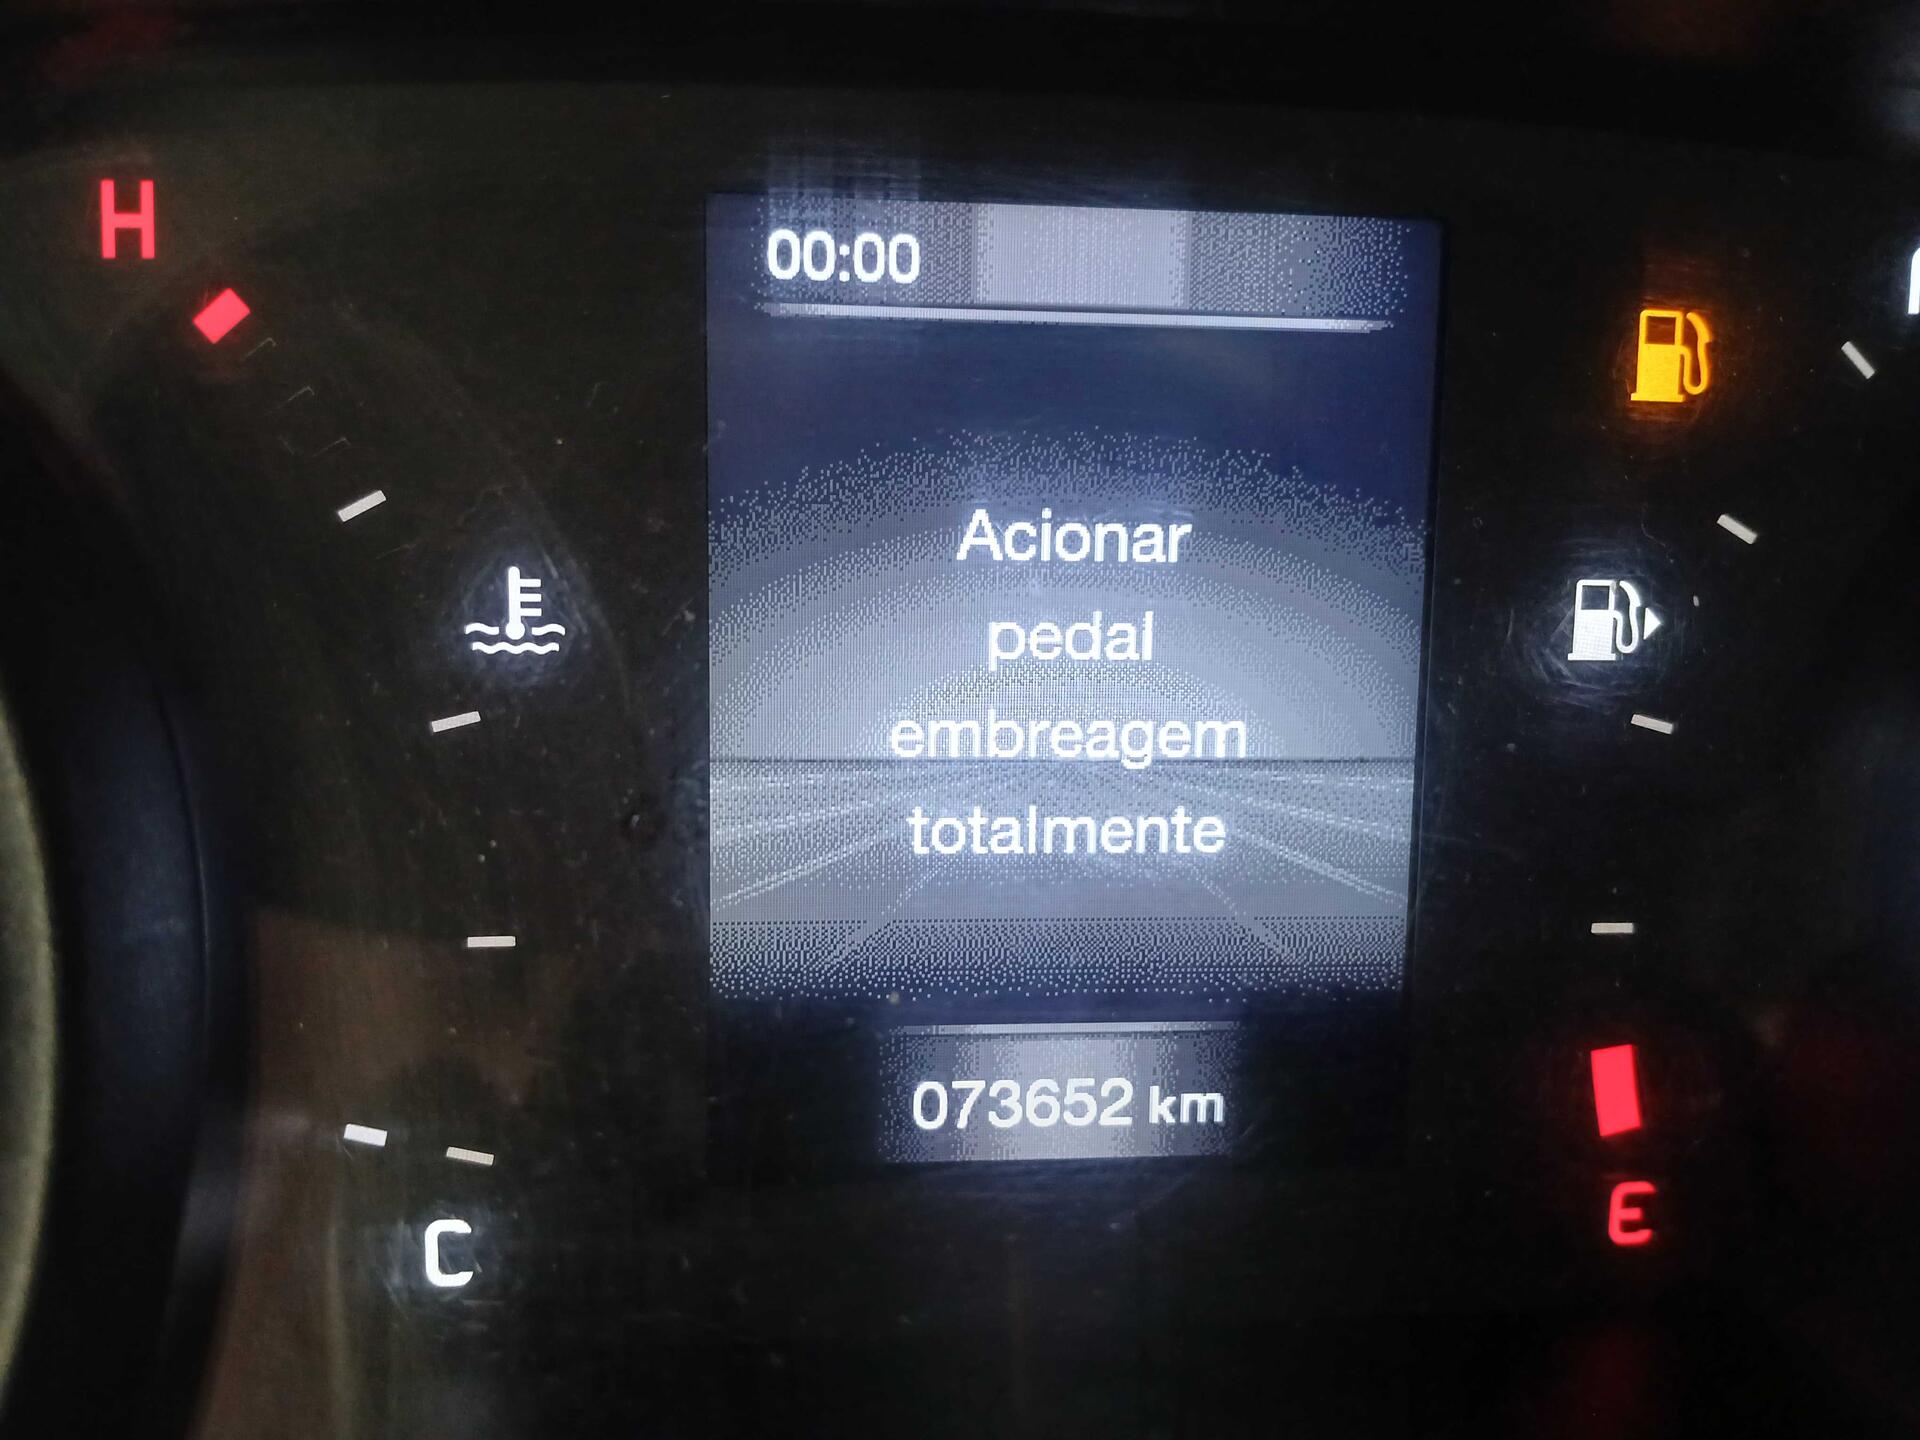 H
00:00
Acionar
pedal
embreagem
totalmente
073652 km
C
E